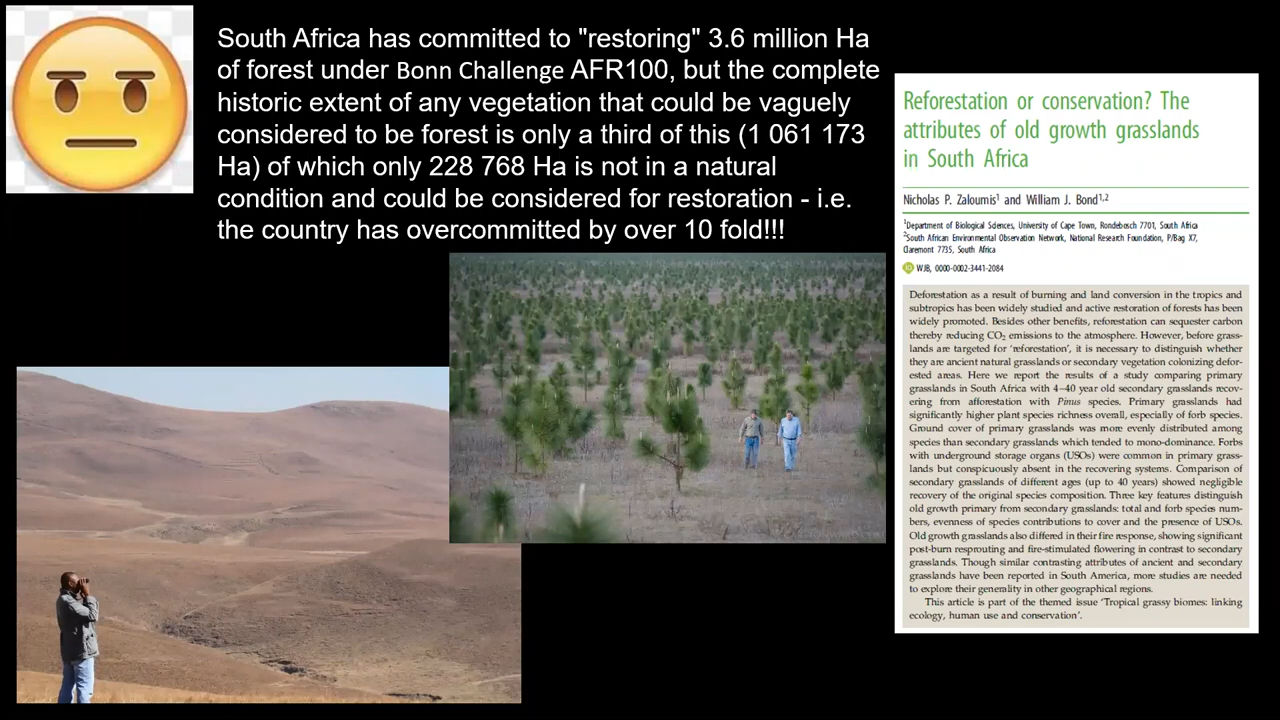 South Africa has committed to "restoring" 3.6 million Ha
of forest under Bonn Challenge AFR100, but the complete
historic extent of any vegetation that could be vaguely
considered to be forest is only a third of this (1 061 173
Ha) of which only 228 768 Ha is not in a natural
condition and could be considered for restoration - i.e.
the country has overcommitted by over 10 fold!!!
Reforestation or conservation? The
attributes of old growth grasslands
in South Africa
Nicholas P. Zaloumis¹ and William J. Bond¹,²
¹Department of Biological Sciences, University of Cape Town, Rondebosch 7701, South Africa
²South African Environmental Observation Network, National Research Foundation, P/Bag X7,
Claremont 7735, South Africa
WJB, 0000-0002-3441-2084
Deforestation as a result of burning and land conversion in the tropics and
subtropics has been widely studied and active restoration of forests has been
widely promoted. Besides other benefits, reforestation can sequester carbon
thereby reducing CO₂ emissions to the atmosphere. However, before grass-
lands are targeted for 'reforestation', it is necessary to distinguish whether
they are ancient natural grasslands or secondary vegetation colonizing defor-
ested areas. Here we report the results of a study comparing primary
grasslands in South Africa with 4–40 year old secondary grasslands recov-
ering from afforestation with Pinus species. Primary grasslands had
significantly higher plant species richness overall, especially of forb species.
Ground cover of primary grasslands was more evenly distributed among
species than secondary grasslands which tended to mono-dominance. Forbs
with underground storage organs (USOs) were common in primary grass-
lands but conspicuously absent in the recovering systems. Comparison of
secondary grasslands of different ages (up to 40 years) showed negligible
recovery of the original species composition. Three key features distinguish
old growth primary from secondary grasslands: total and forb species num-
bers, evenness of species contributions to cover and the presence of USOs.
Old growth grasslands also differed in their fire response, showing significant
post-burn resprouting and fire-stimulated flowering in contrast to secondary
grasslands. Though similar contrasting attributes of ancient and secondary
grasslands have been reported in South America, more studies are needed
to explore their generality in other geographical regions.
This article is part of the themed issue 'Tropical grassy biomes: linking
ecology, human use and conservation'.